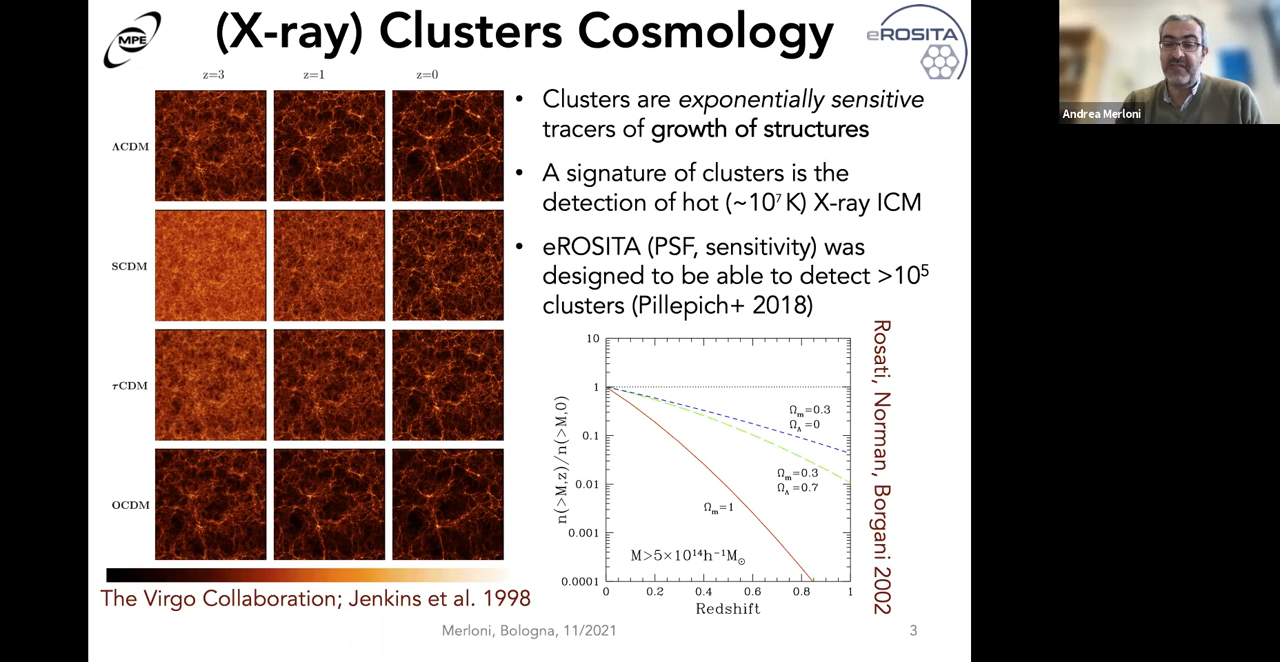 MPE
(X-ray) Clusters Cosmology
eROSITA
z=3
z=1
z=0
ΛCDM
SCDM
τCDM
OCDM
The Virgo Collaboration; Jenkins et al. 1998
• Clusters are exponentially sensitive
tracers of growth of structures
• A signature of clusters is the
detection of hot (~10⁷ K) X-ray ICM
• eROSITA (PSF, sensitivity) was
designed to be able to detect >10⁵
clusters (Pillepich+ 2018)
n(>M,z)/n(>M,0)
10
1
0.1
0.01
0.001
0.0001
Ωₘ=0.3
Ω_Λ=0
Ωₘ=0.3
Ω_Λ=0.7
Ωₘ=1
M>5×10¹⁴h⁻¹M☉
0
0.2
0.4
0.6
0.8
1
Redshift
Rosati, Norman, Borgani 2002
Merloni, Bologna, 11/2021
3
Andrea Merloni